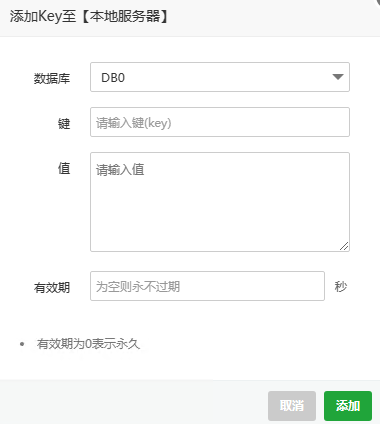 添加Key至【本地服务器】
数据库 DB0
键 请输入键(key)
值 请输入值
有效期 为空则永不过期 秒
• 有效期为0表示永久
取消 添加